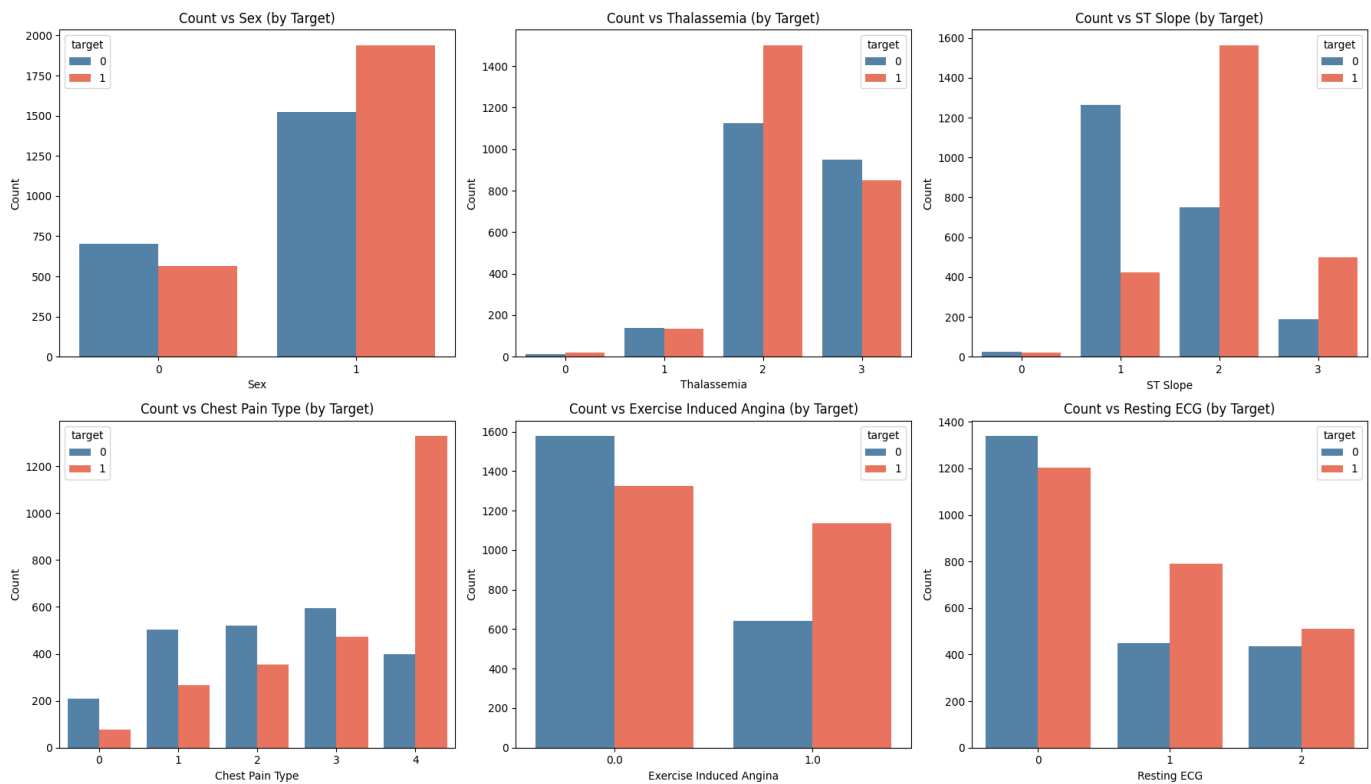 Count vs Sex (by Target)
2000
1750
1500
1250
1000
750
500
250
0
Count
target
0
1
0 1
Sex
Count vs Thalassemia (by Target)
1400
1200
1000
800
600
400
200
0
Count
target
0
1
0 1 2 3
Thalassemia
Count vs ST Slope (by Target)
1600
1400
1200
1000
800
600
400
200
0
Count
target
0
1
0 1 2 3
ST Slope
Count vs Chest Pain Type (by Target)
1200
1000
800
600
400
200
0
Count
target
0
1
0 1 2 3 4
Chest Pain Type
Count vs Exercise Induced Angina (by Target)
1600
1400
1200
1000
800
600
400
200
0
Count
target
0
1
0.0 1.0
Exercise Induced Angina
Count vs Resting ECG (by Target)
1400
1200
1000
800
600
400
200
0
Count
target
0
1
0 1 2
Resting ECG